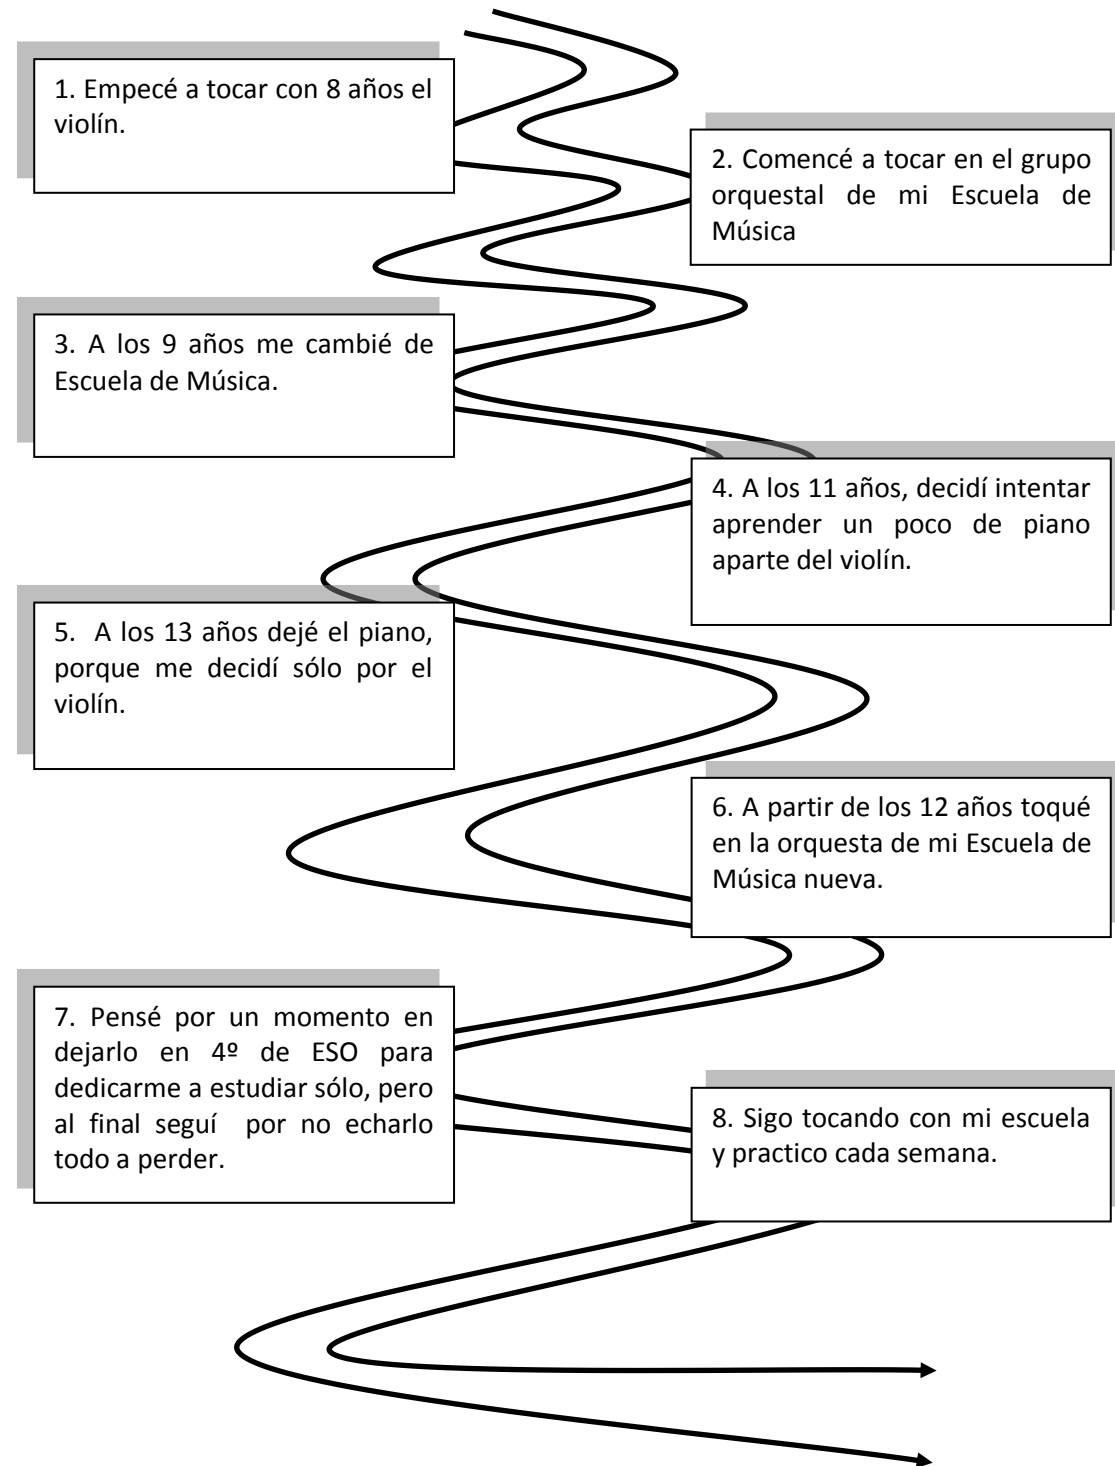 1. Empecé a tocar con 8 años el
violín.
2. Comencé a tocar en el grupo
orquestal de mi Escuela de
Música
3. A los 9 años me cambié de
Escuela de Música.
4. A los 11 años, decidí intentar
aprender un poco de piano
aparte del violín.
5. A los 13 años dejé el piano,
porque me decidí sólo por el
violín.
6. A partir de los 12 años toqué
en la orquesta de mi Escuela de
Música nueva.
7. Pensé por un momento en
dejarlo en 4º de ESO para
dedicarme a estudiar sólo, pero
al final seguí por no echarlo
todo a perder.
8. Sigo tocando con mi escuela
y practico cada semana.